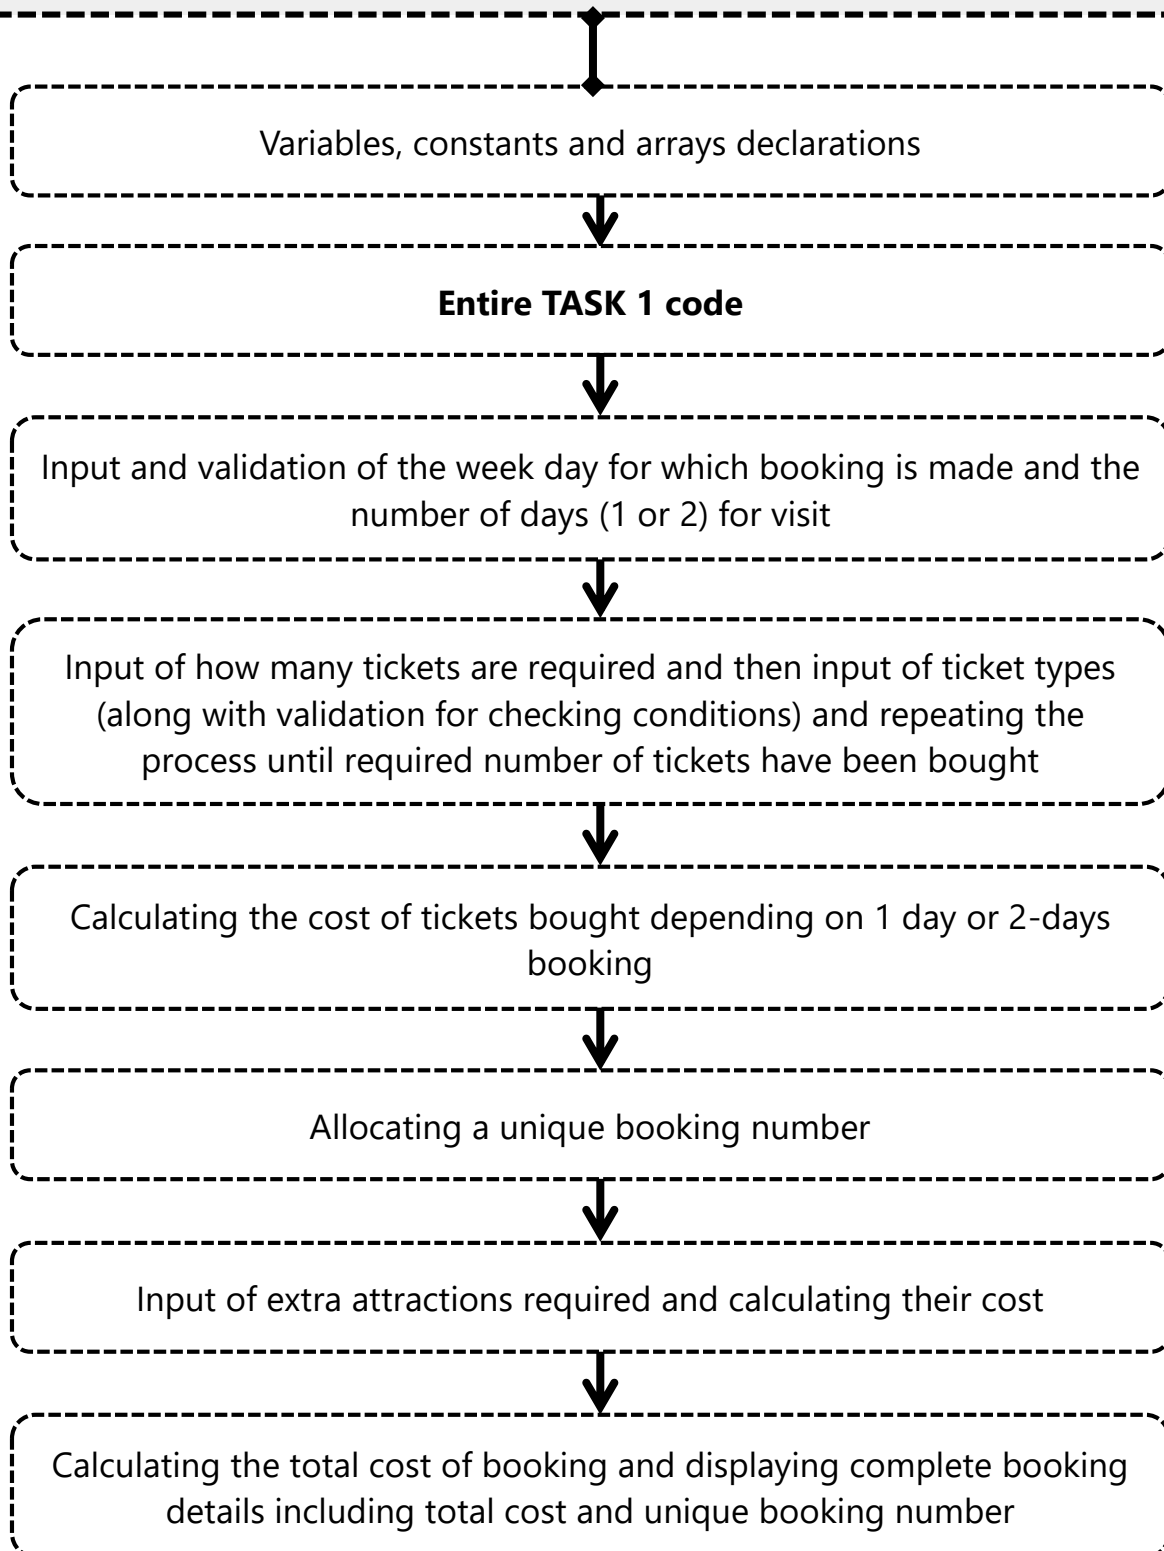 Variables, constants and arrays declarations
Entire TASK 1 code
Input and validation of the week day for which booking is made and the
number of days (1 or 2) for visit
Input of how many tickets are required and then input of ticket types
(along with validation for checking conditions) and repeating the
process until required number of tickets have been bought
Calculating the cost of tickets bought depending on 1 day or 2-days
booking
Allocating a unique booking number
Input of extra attractions required and calculating their cost
Calculating the total cost of booking and displaying complete booking
details including total cost and unique booking number